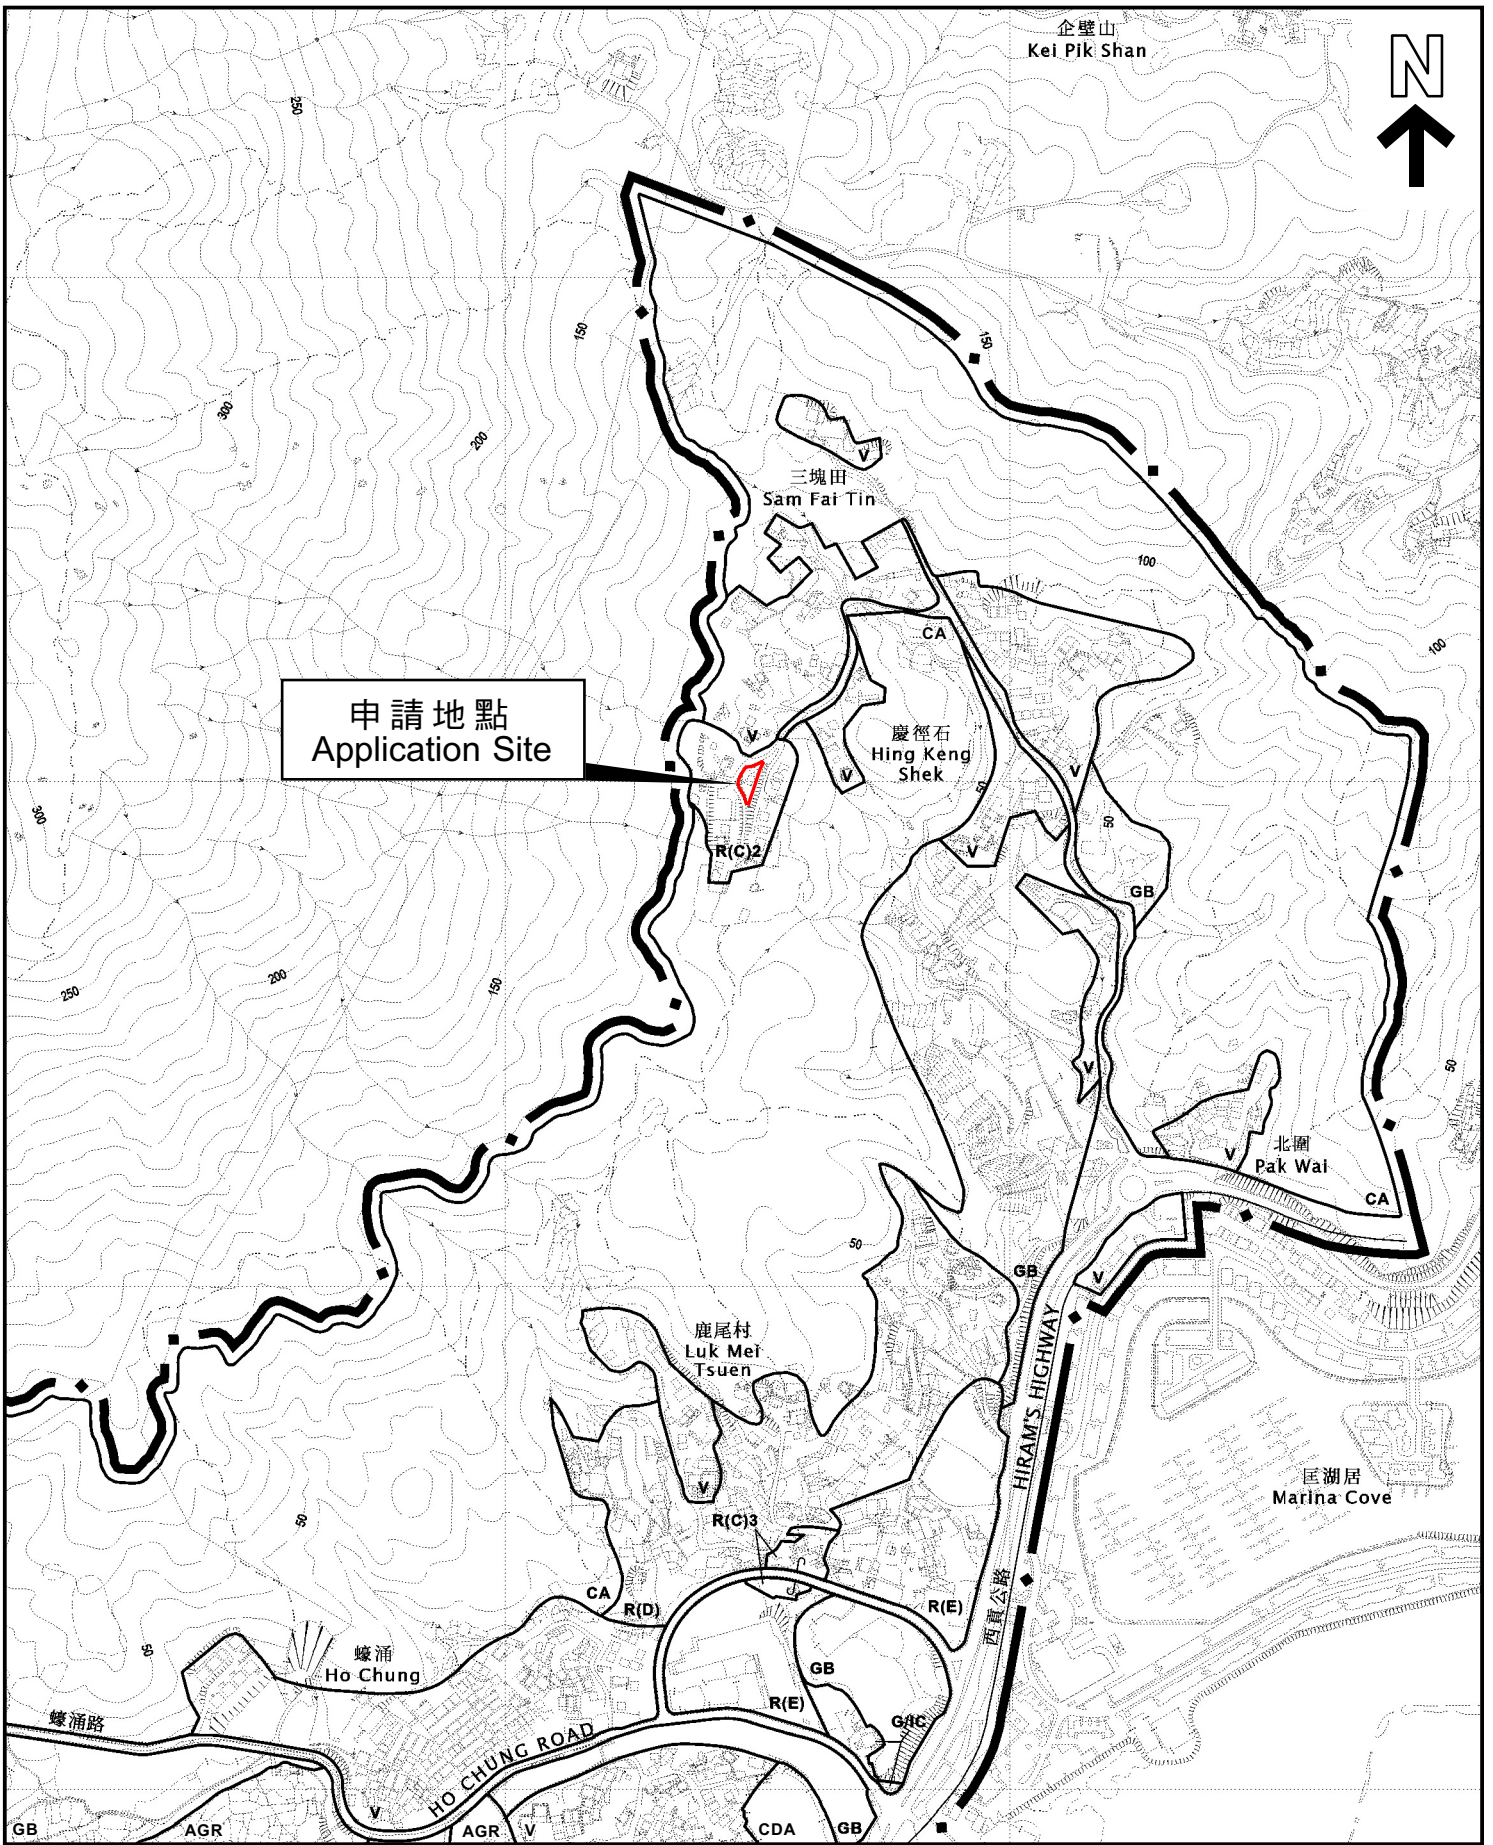 企壁山
Kei Pik Shan
N
250
150
150
300
200
三塊田
Sam Fai Tin
V
100
100
CA
申請地點
Application Site
V
慶徑石
Hing Keng
Shek
V
V
50
50
300
R(C)2
V
GB
200
250
150
V
50
北圍
Pak Wai
V
CA
50
GB
V
鹿尾村
Luk Mei
Tsuen
HIRAM'S HIGHWAY
西貢公路
匡湖居
Marina Cove
V
R(C)3
50
CA
R(D)
R(E)
50
蠔涌
Ho Chung
GB
R(E)
G/IC
蠔涌路
HO CHUNG ROAD
V
GB
AGR
AGR
V
CDA
GB